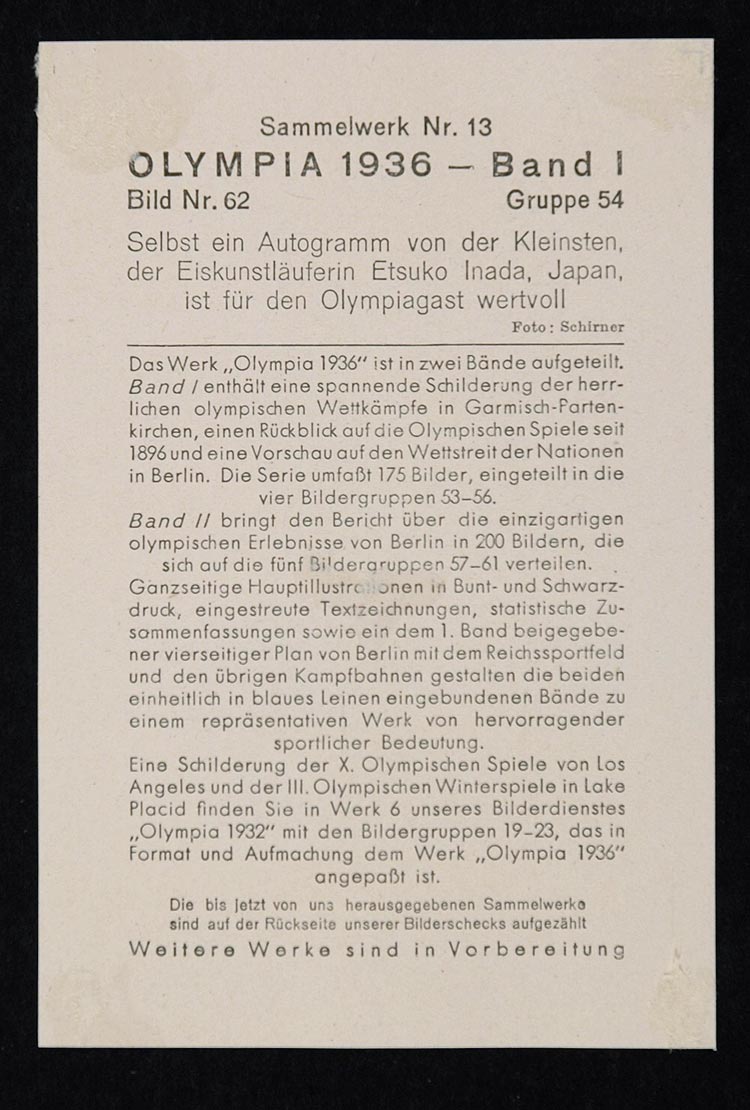 Sammelwerk Nr. 13
OLYMPIA 1936 – Band I
Bild Nr. 62 Gruppe 54
Selbst ein Autogramm von der Kleinsten,
der Eiskunstläuferin Etsuko Inada, Japan,
ist für den Olympiagast wertvoll
Foto: Schirner
Das Werk „Olympia 1936“ ist in zwei Bände aufgeteilt.
Band I enthält eine spannende Schilderung der herr-
lichen olympischen Wettkämpfe in Garmisch-Parten-
kirchen, einen Rückblick auf die Olympischen Spiele seit
1896 und eine Vorschau auf den Wettstreit der Nationen
in Berlin. Die Serie umfaßt 175 Bilder, eingeteilt in die
vier Bildergruppen 53–56.
Band II bringt den Bericht über die einzigartigen
olympischen Erlebnisse von Berlin in 200 Bildern, die
sich auf die fünf Bildergruppen 57–61 verteilen.
Ganzseitige Hauptillustrationen in Bunt- und Schwarz-
druck, eingestreute Textzeichnungen, statistische Zu-
sammenfassungen sowie ein dem 1. Band beigegebe-
ner vierseitiger Plan von Berlin mit dem Reichssportfeld
und den übrigen Kampfbahnen gestalten die beiden
einheitlich in blaues Leinen eingebundenen Bände zu
einem repräsentativen Werk von hervorragender
sportlicher Bedeutung.
Eine Schilderung der X. Olympischen Spiele von Los
Angeles und der III. Olympischen Winterspiele in Lake
Placid finden Sie in Werk 6 unseres Bilderdienstes
„Olympia 1932“ mit den Bildergruppen 19–23, das in
Format und Aufmachung dem Werk „Olympia 1936“
angepaßt ist.
Die bis jetzt von uns herausgegebenen Sammelwerke
sind auf der Rückseite unserer Bilderschecks aufgezählt
Weitere Werke sind in Vorbereitung